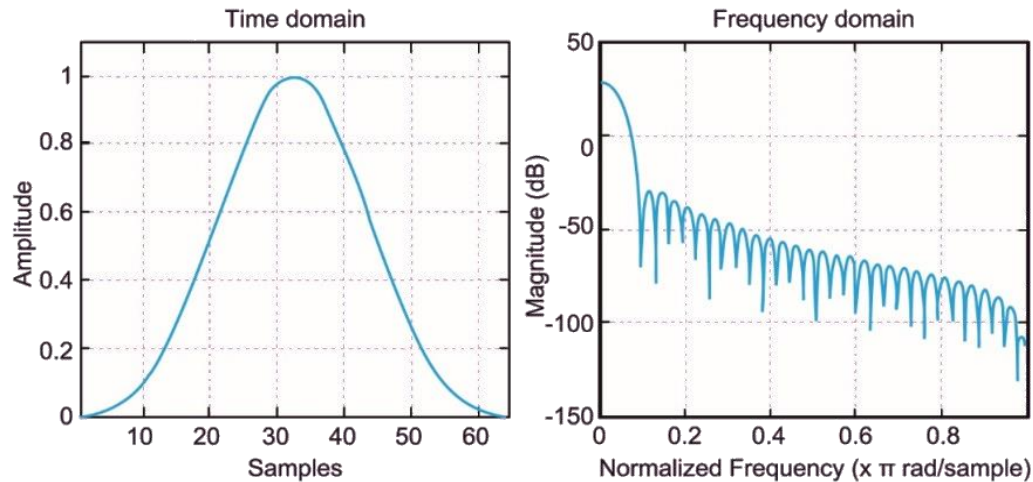 Time domain
Amplitude
1
0.8
0.6
0.4
0.2
0
10 20 30 40 50 60
Samples
Frequency domain
Magnitude (dB)
50
0
-50
-100
-150
0 0.2 0.4 0.6 0.8
Normalized Frequency (x π rad/sample)